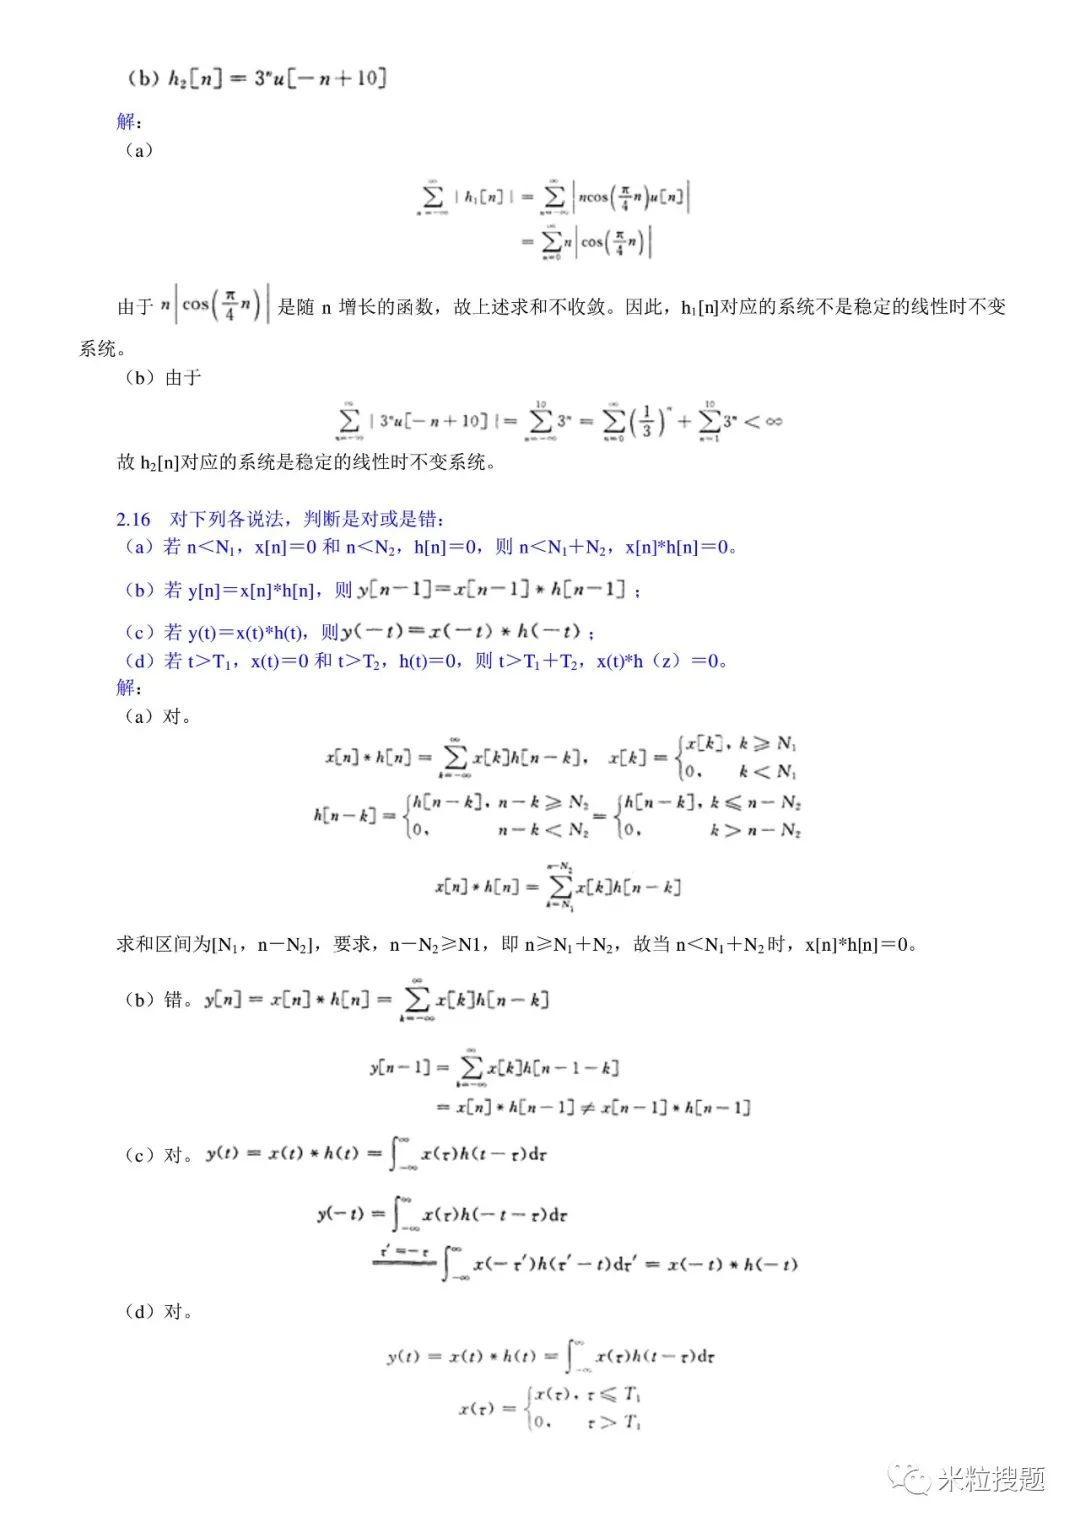 (b) h₂[n] = 3ⁿu[－n＋10]
解：
（a）
∑_{n=-∞}^{∞} | h₁[n] | = ∑_{n=-∞}^{∞} |ncos(π/4 n)u[n]|
= ∑_{n=0}^{∞} n|cos(π/4 n)|
由于 n|cos(π/4 n)| 是随 n 增长的函数，故上述求和不收敛。因此，h₁[n]对应的系统不是稳定的线性时不变
系统。
（b）由于
∑_{n=-∞}^{∞} | 3ⁿu[－n＋10] | = ∑_{n=-∞}^{10} 3ⁿ = ∑_{n=0}^{∞} (1/3)ⁿ + ∑_{n=1}^{10} 3ⁿ < ∞
故 h₂[n]对应的系统是稳定的线性时不变系统。
2.16 对下列各说法，判断是对或是错：
（a）若 n＜N₁，x[n]＝0 和 n＜N₂，h[n]＝0，则 n＜N₁＋N₂，x[n]*h[n]＝0。
（b）若 y[n]＝x[n]*h[n]，则 y[n－1]＝x[n－1] * h[n－1]；
（c）若 y(t)＝x(t)*h(t)，则 y(－t)＝x(－t) * h(－t)；
（d）若 t＞T₁，x(t)＝0 和 t＞T₂，h(t)＝0，则 t＞T₁＋T₂，x(t)*h（z）＝0。
解：
（a）对。
x[n] * h[n] = ∑_{k=-∞}^{∞} x[k]h[n－k]，x[k] = {x[k]，k ≥ N₁; 0，k < N₁
h[n－k] = {h[n－k]，n－k ≥ N₂; 0，n－k < N₂ = {h[n－k]，k ≤ n－N₂; 0，k > n－N₂
x[n] * h[n] = ∑_{k=N₁}^{n－N₂} x[k]h[n－k]
求和区间为[N₁，n－N₂]，要求，n－N₂≥N1，即 n≥N₁＋N₂，故当 n＜N₁＋N₂时，x[n]*h[n]＝0。
（b）错。y[n] = x[n] * h[n] = ∑_{k=-∞}^{∞} x[k]h[n－k]
y[n－1] = ∑_{k=-∞}^{∞} x[k]h[n－1－k]
= x[n] * h[n－1] ≠ x[n－1] * h[n－1]
（c）对。y(t) = x(t) * h(t) = ∫_{-∞}^{∞} x(τ)h(t－τ)dτ
y(－t) = ∫_{-∞}^{∞} x(τ)h(－t－τ)dτ
τ′=－τ ∫_{-∞}^{∞} x(－τ′)h(τ′－t)dτ′ = x(－t) * h(－t)
（d）对。
y(t) = x(t) * h(t) = ∫_{-∞}^{∞} x(τ)h(t－τ)dτ
x(τ) = {x(τ)，τ ≤ T₁; 0，τ > T₁
米粒搜题